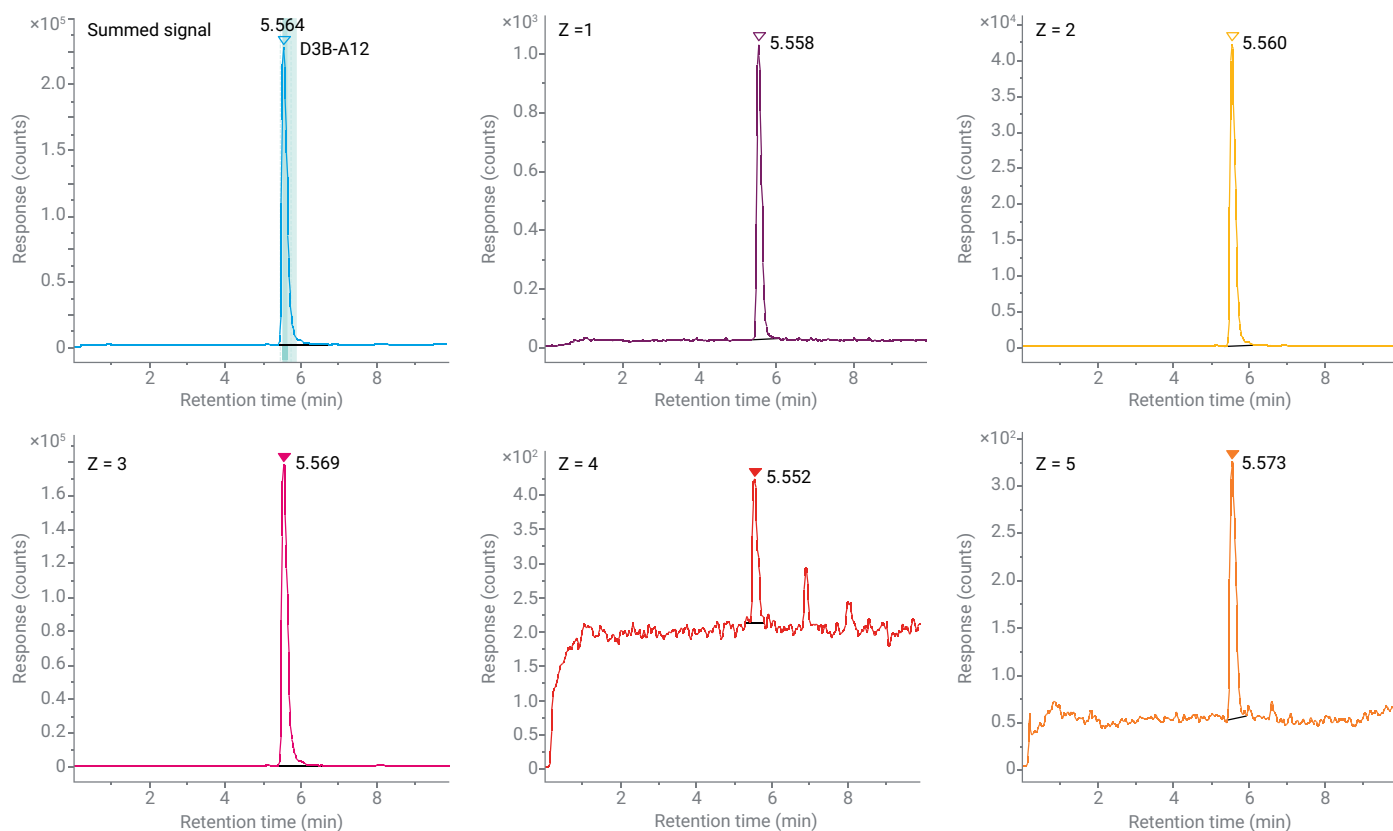 ×10⁵
Summed signal
5.564
D3B-A12
2.0
1.5
1.0
0.5
0
Response (counts)
2 4 6 8
Retention time (min)
×10³
Z =1
5.558
1.0
0.8
0.6
0.4
0.2
0
Response (counts)
2 4 6 8
Retention time (min)
×10⁴
Z = 2
5.560
4.0
3.5
3.0
2.5
2.0
1.5
1.0
0.5
0
Response (counts)
2 4 6 8
Retention time (min)
×10⁵
Z = 3
5.569
1.6
1.4
1.2
1.0
0.8
0.6
0.4
0.2
0
Response (counts)
2 4 6 8
Retention time (min)
×10²
Z = 4
5.552
4.0
3.5
3.0
2.5
2.0
1.5
1.0
0.5
0
Response (counts)
2 4 6 8
Retention time (min)
×10²
Z = 5
5.573
3.0
2.5
2.0
1.5
1.0
0.5
0
Response (counts)
2 4 6 8
Retention time (min)